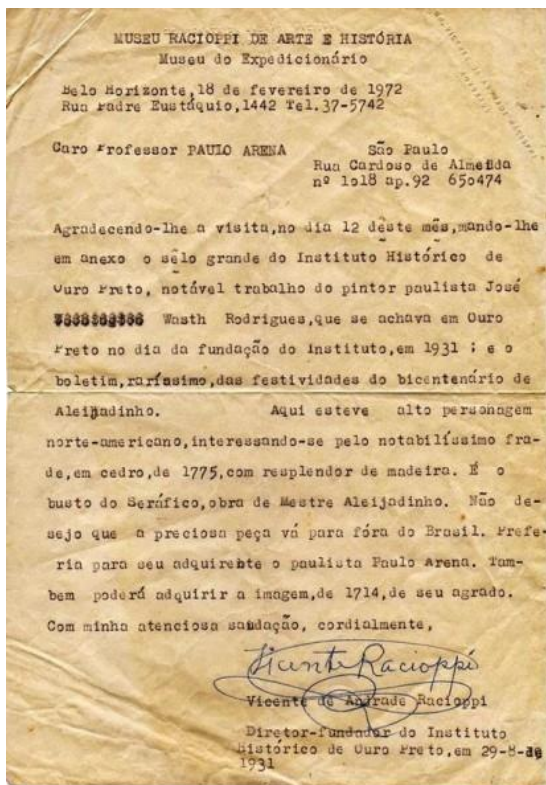 MUSEU RACIOPPI DE ARTE E HISTÓRIA
Museu do Expedicionário
Belo Horizonte,18 de fevereiro de 1972
Rua Padre Eustáquio,1442 Tel.37-5742
Caro Professor PAULO ARENA São Paulo
Rua Cardoso de Almeida
nº 1o18 ap.92 65o474
Agradecendo-lhe a visita,no dia 12 dêste mês,mando-lhe
em anexo o sêlo grande do Instituto Histórico de
Ouro Preto, notável trabalho do pintor paulista José
Wasth Rodrigues,que se achava em Ouro
Preto no dia da fundação do Instituto,em 1931 ; e o
boletim,raríssimo,das festividades do bicentenário de
Aleijadinho. Aqui esteve alto personagem
norte-americano,interessando-se pelo notabilíssimo fra-
de,em cedro,de 1775,com resplendor de madeira. É o
busto do Seráfico,obra de Mestre Aleijadinho. Não de-
sejo que a preciosa peça vá para fóra do Brasil. Prefe-
ria para seu adquirente o paulista Paulo Arena. Tam-
bem poderá adquirir a imagem,de 1714,de seu agrado.
Com minha atenciosa saudação, cordialmente,
Vicente Racioppi
Vicente de Andrade Racioppi
Diretor-fundador do Instituto
Histórico de Ouro Preto,em 29-8-de
1931